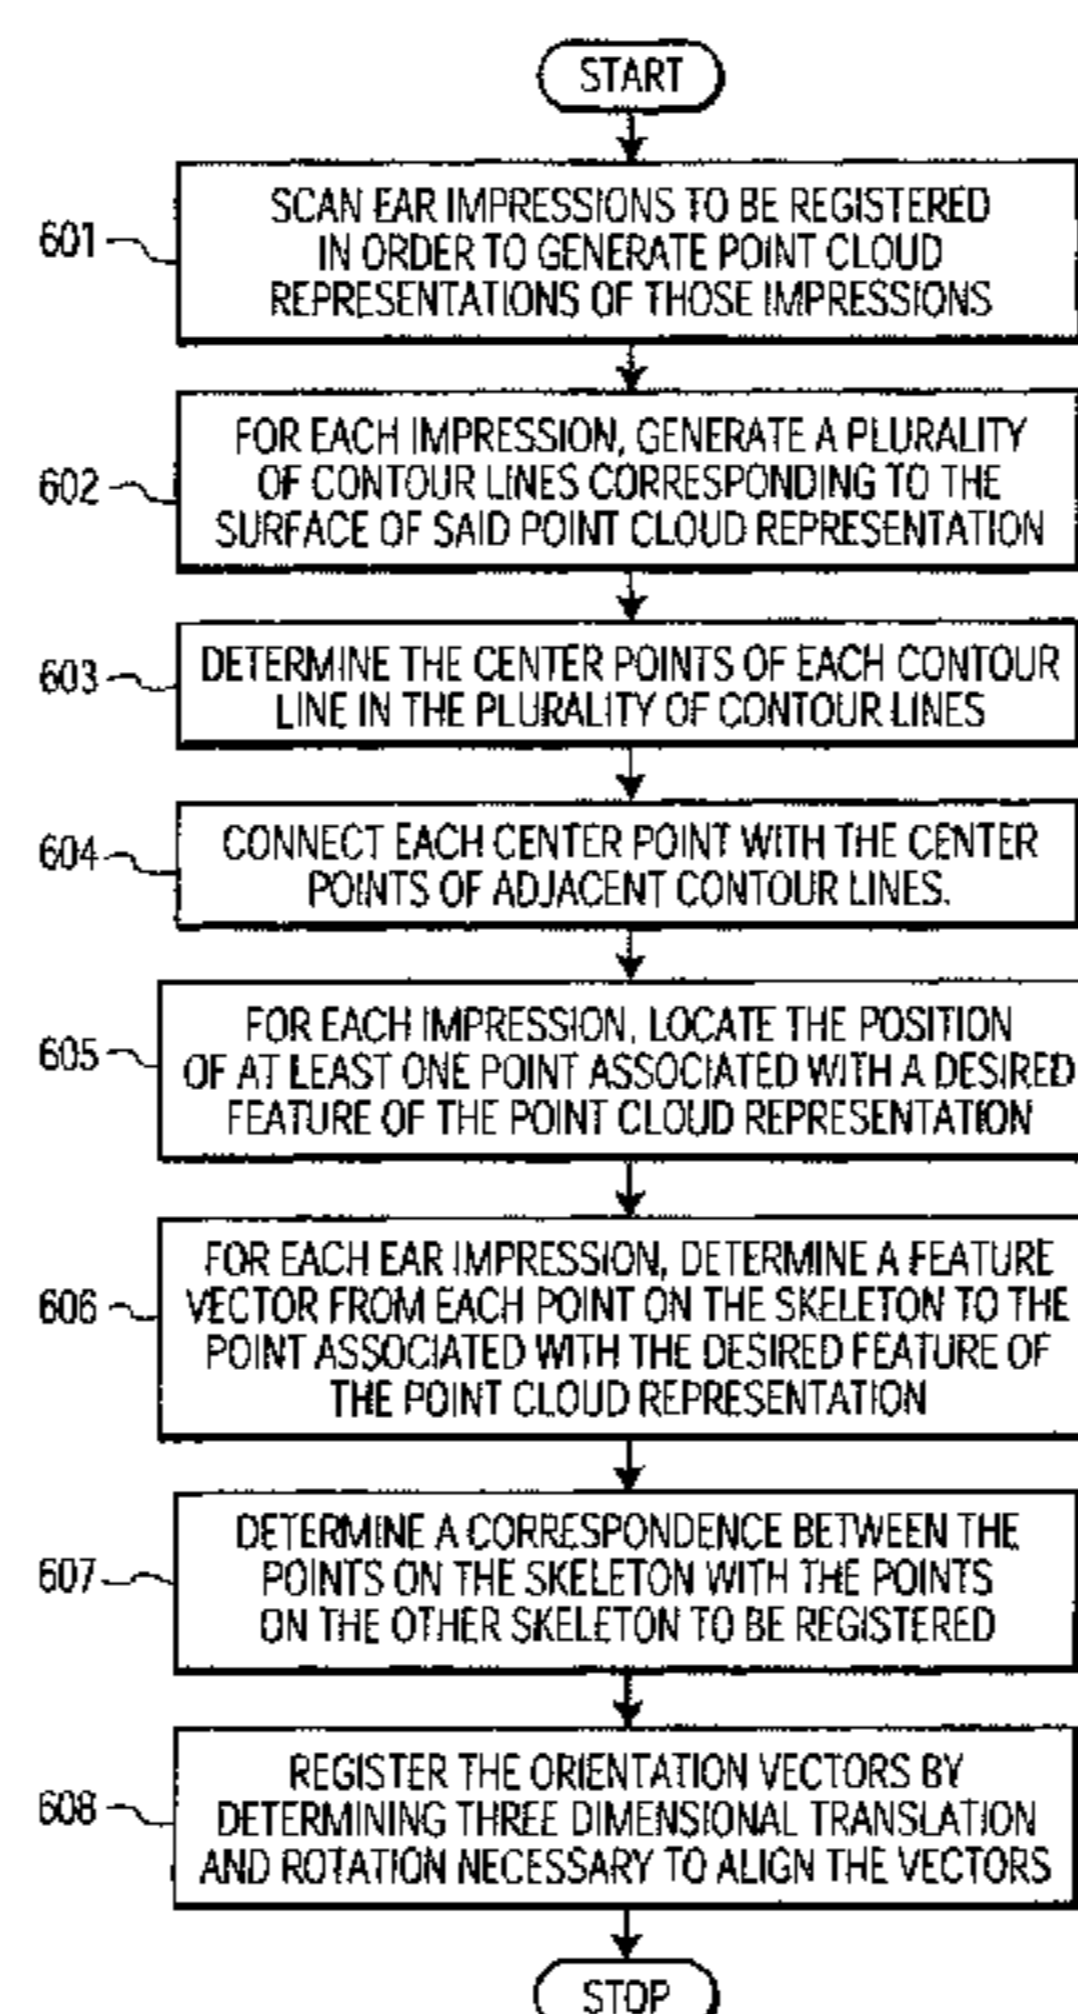 START
601
SCAN EAR IMPRESSIONS TO BE REGISTERED
IN ORDER TO GENERATE POINT CLOUD
REPRESENTATIONS OF THOSE IMPRESSIONS
602
FOR EACH IMPRESSION, GENERATE A PLURALITY
OF CONTOUR LINES CORRESPONDING TO THE
SURFACE OF SAID POINT CLOUD REPRESENTATION
603
DETERMINE THE CENTER POINTS OF EACH CONTOUR
LINE IN THE PLURALITY OF CONTOUR LINES
604
CONNECT EACH CENTER POINT WITH THE CENTER
POINTS OF ADJACENT CONTOUR LINES.
605
FOR EACH IMPRESSION, LOCATE THE POSITION
OF AT LEAST ONE POINT ASSOCIATED WITH A DESIRED
FEATURE OF THE POINT CLOUD REPRESENTATION
606
FOR EACH EAR IMPRESSION, DETERMINE A FEATURE
VECTOR FROM EACH POINT ON THE SKELETON TO THE
POINT ASSOCIATED WITH THE DESIRED FEATURE OF
THE POINT CLOUD REPRESENTATION
607
DETERMINE A CORRESPONDENCE BETWEEN THE
POINTS ON THE SKELETON WITH THE POINTS
ON THE OTHER SKELETON TO BE REGISTERED
608
REGISTER THE ORIENTATION VECTORS BY
DETERMINING THREE DIMENSIONAL TRANSLATION
AND ROTATION NECESSARY TO ALIGN THE VECTORS
STOP